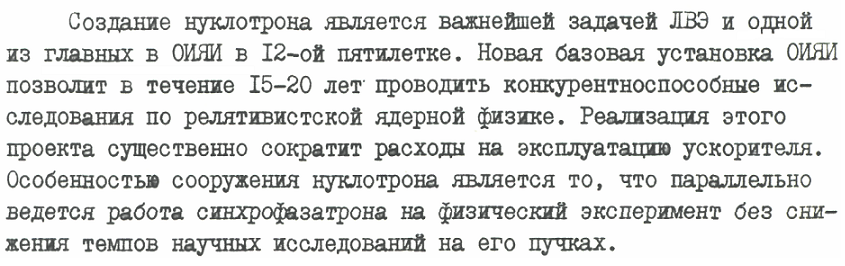 Создание нуклотрона является важнейшей задачей ЛВЭ и одной
из главных в ОИЯИ в I2-ой пятилетке. Новая базовая установка ОИЯИ
позволит в течение I5-20 лет проводить конкурентноспособные ис-
следования по релятивистской ядерной физике. Реализация этого
проекта существенно сократит расходы на эксплуатацию ускорителя.
Особенностью сооружения нуклотрона является то, что параллельно
ведется работа синхрофазатрона на физический эксперимент без сни-
жения темпов научных исследований на его пучках.